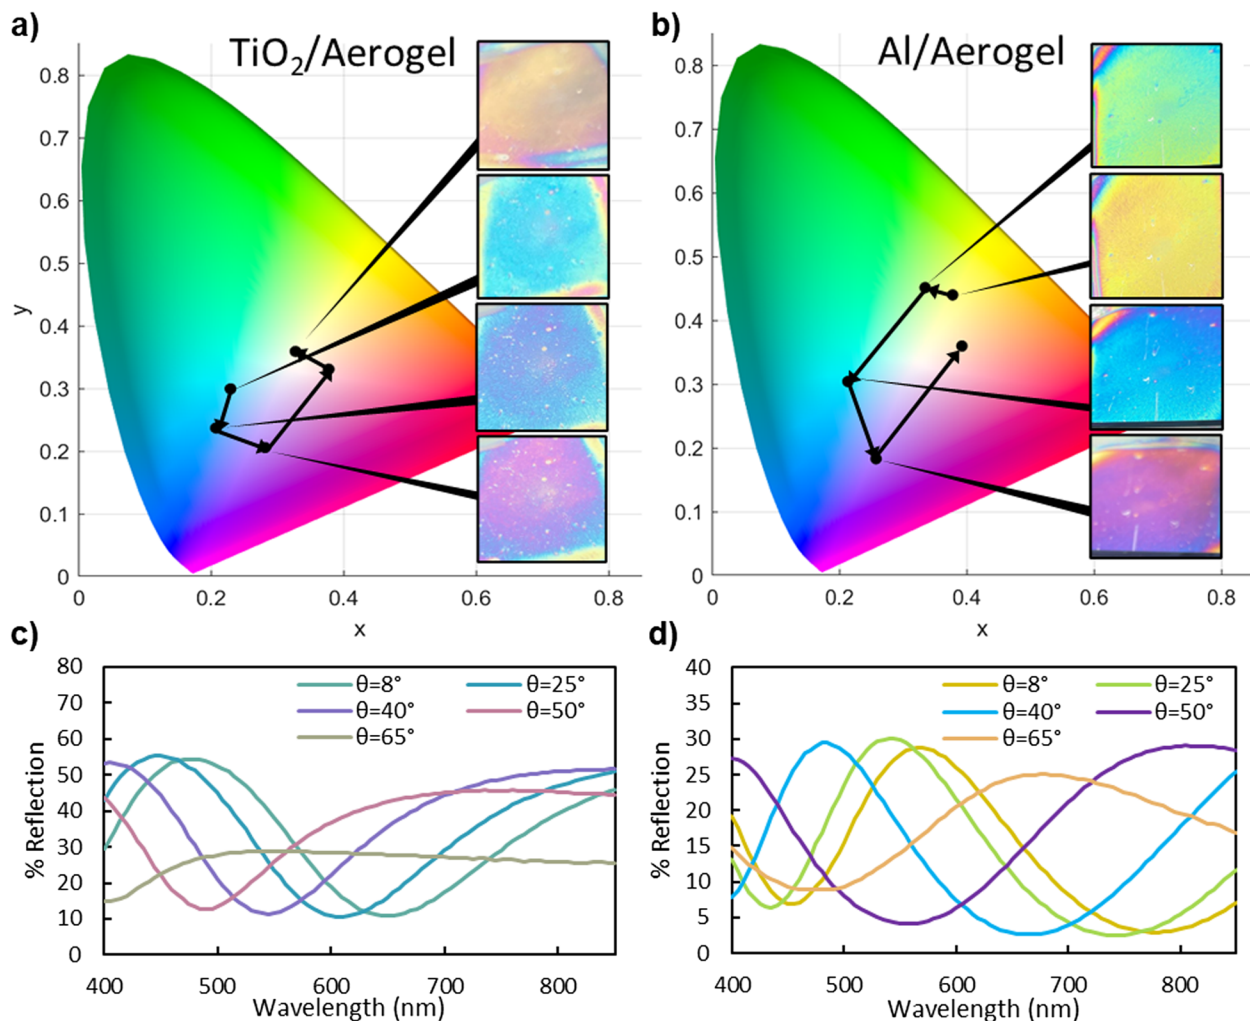 a)
TiO₂/Aerogel
0.8
0.7
0.6
0.5
y
0.4
0.3
0.2
0.1
0
0.2
0.4
0.6
0.8
x
b)
Al/Aerogel
0.8
0.7
0.6
0.5
0.4
0.3
0.2
0.1
0
0
0.2
0.4
0.6
0.8
x
c)
80
70
60
50
40
30
20
10
0
% Reflection
θ=8°
θ=25°
θ=40°
θ=50°
θ=65°
400
500
600
700
800
Wavelength (nm)
d)
40
35
30
25
20
15
10
5
0
% Reflection
θ=8°
θ=25°
θ=40°
θ=50°
θ=65°
400
500
600
700
800
Wavelength (nm)